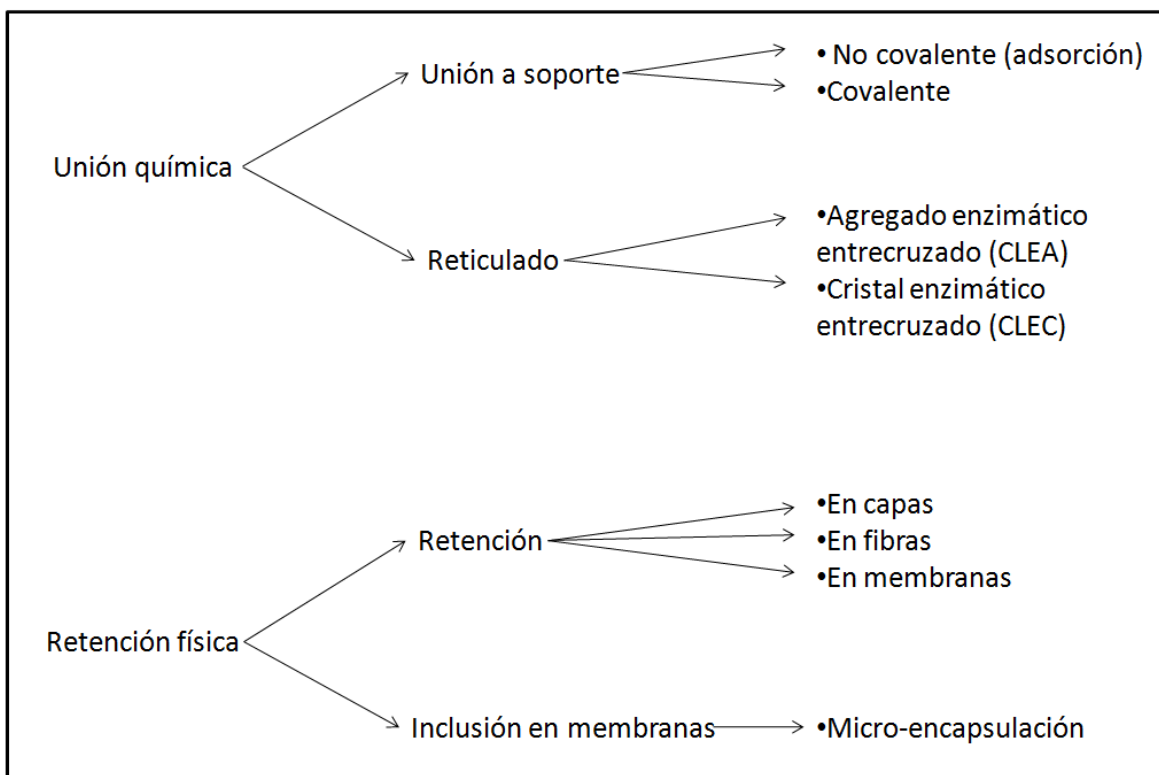 Unión química
Unión a soporte
• No covalente (adsorción)
•Covalente
Reticulado
•Agregado enzimático
entrecruzado (CLEA)
•Cristal enzimático
entrecruzado (CLEC)
Retención física
Retención
•En capas
•En fibras
•En membranas
Inclusión en membranas
•Micro-encapsulación